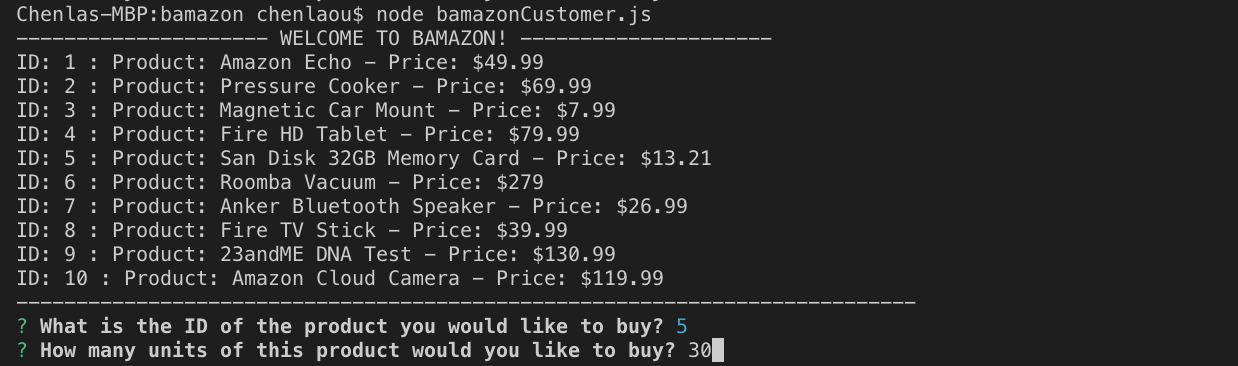 Chenlas-MBP:bamazon chenlaou$ node bamazonCustomer.js
--------------------- WELCOME TO BAMAZON! ---------------------
ID: 1 : Product: Amazon Echo - Price: $49.99
ID: 2 : Product: Pressure Cooker - Price: $69.99
ID: 3 : Product: Magnetic Car Mount - Price: $7.99
ID: 4 : Product: Fire HD Tablet - Price: $79.99
ID: 5 : Product: San Disk 32GB Memory Card - Price: $13.21
ID: 6 : Product: Roomba Vacuum - Price: $279
ID: 7 : Product: Anker Bluetooth Speaker - Price: $26.99
ID: 8 : Product: Fire TV Stick - Price: $39.99
ID: 9 : Product: 23andME DNA Test - Price: $130.99
ID: 10 : Product: Amazon Cloud Camera - Price: $119.99
---------------------------------------------------------------------------
? What is the ID of the product you would like to buy? 5
? How many units of this product would you like to buy? 30